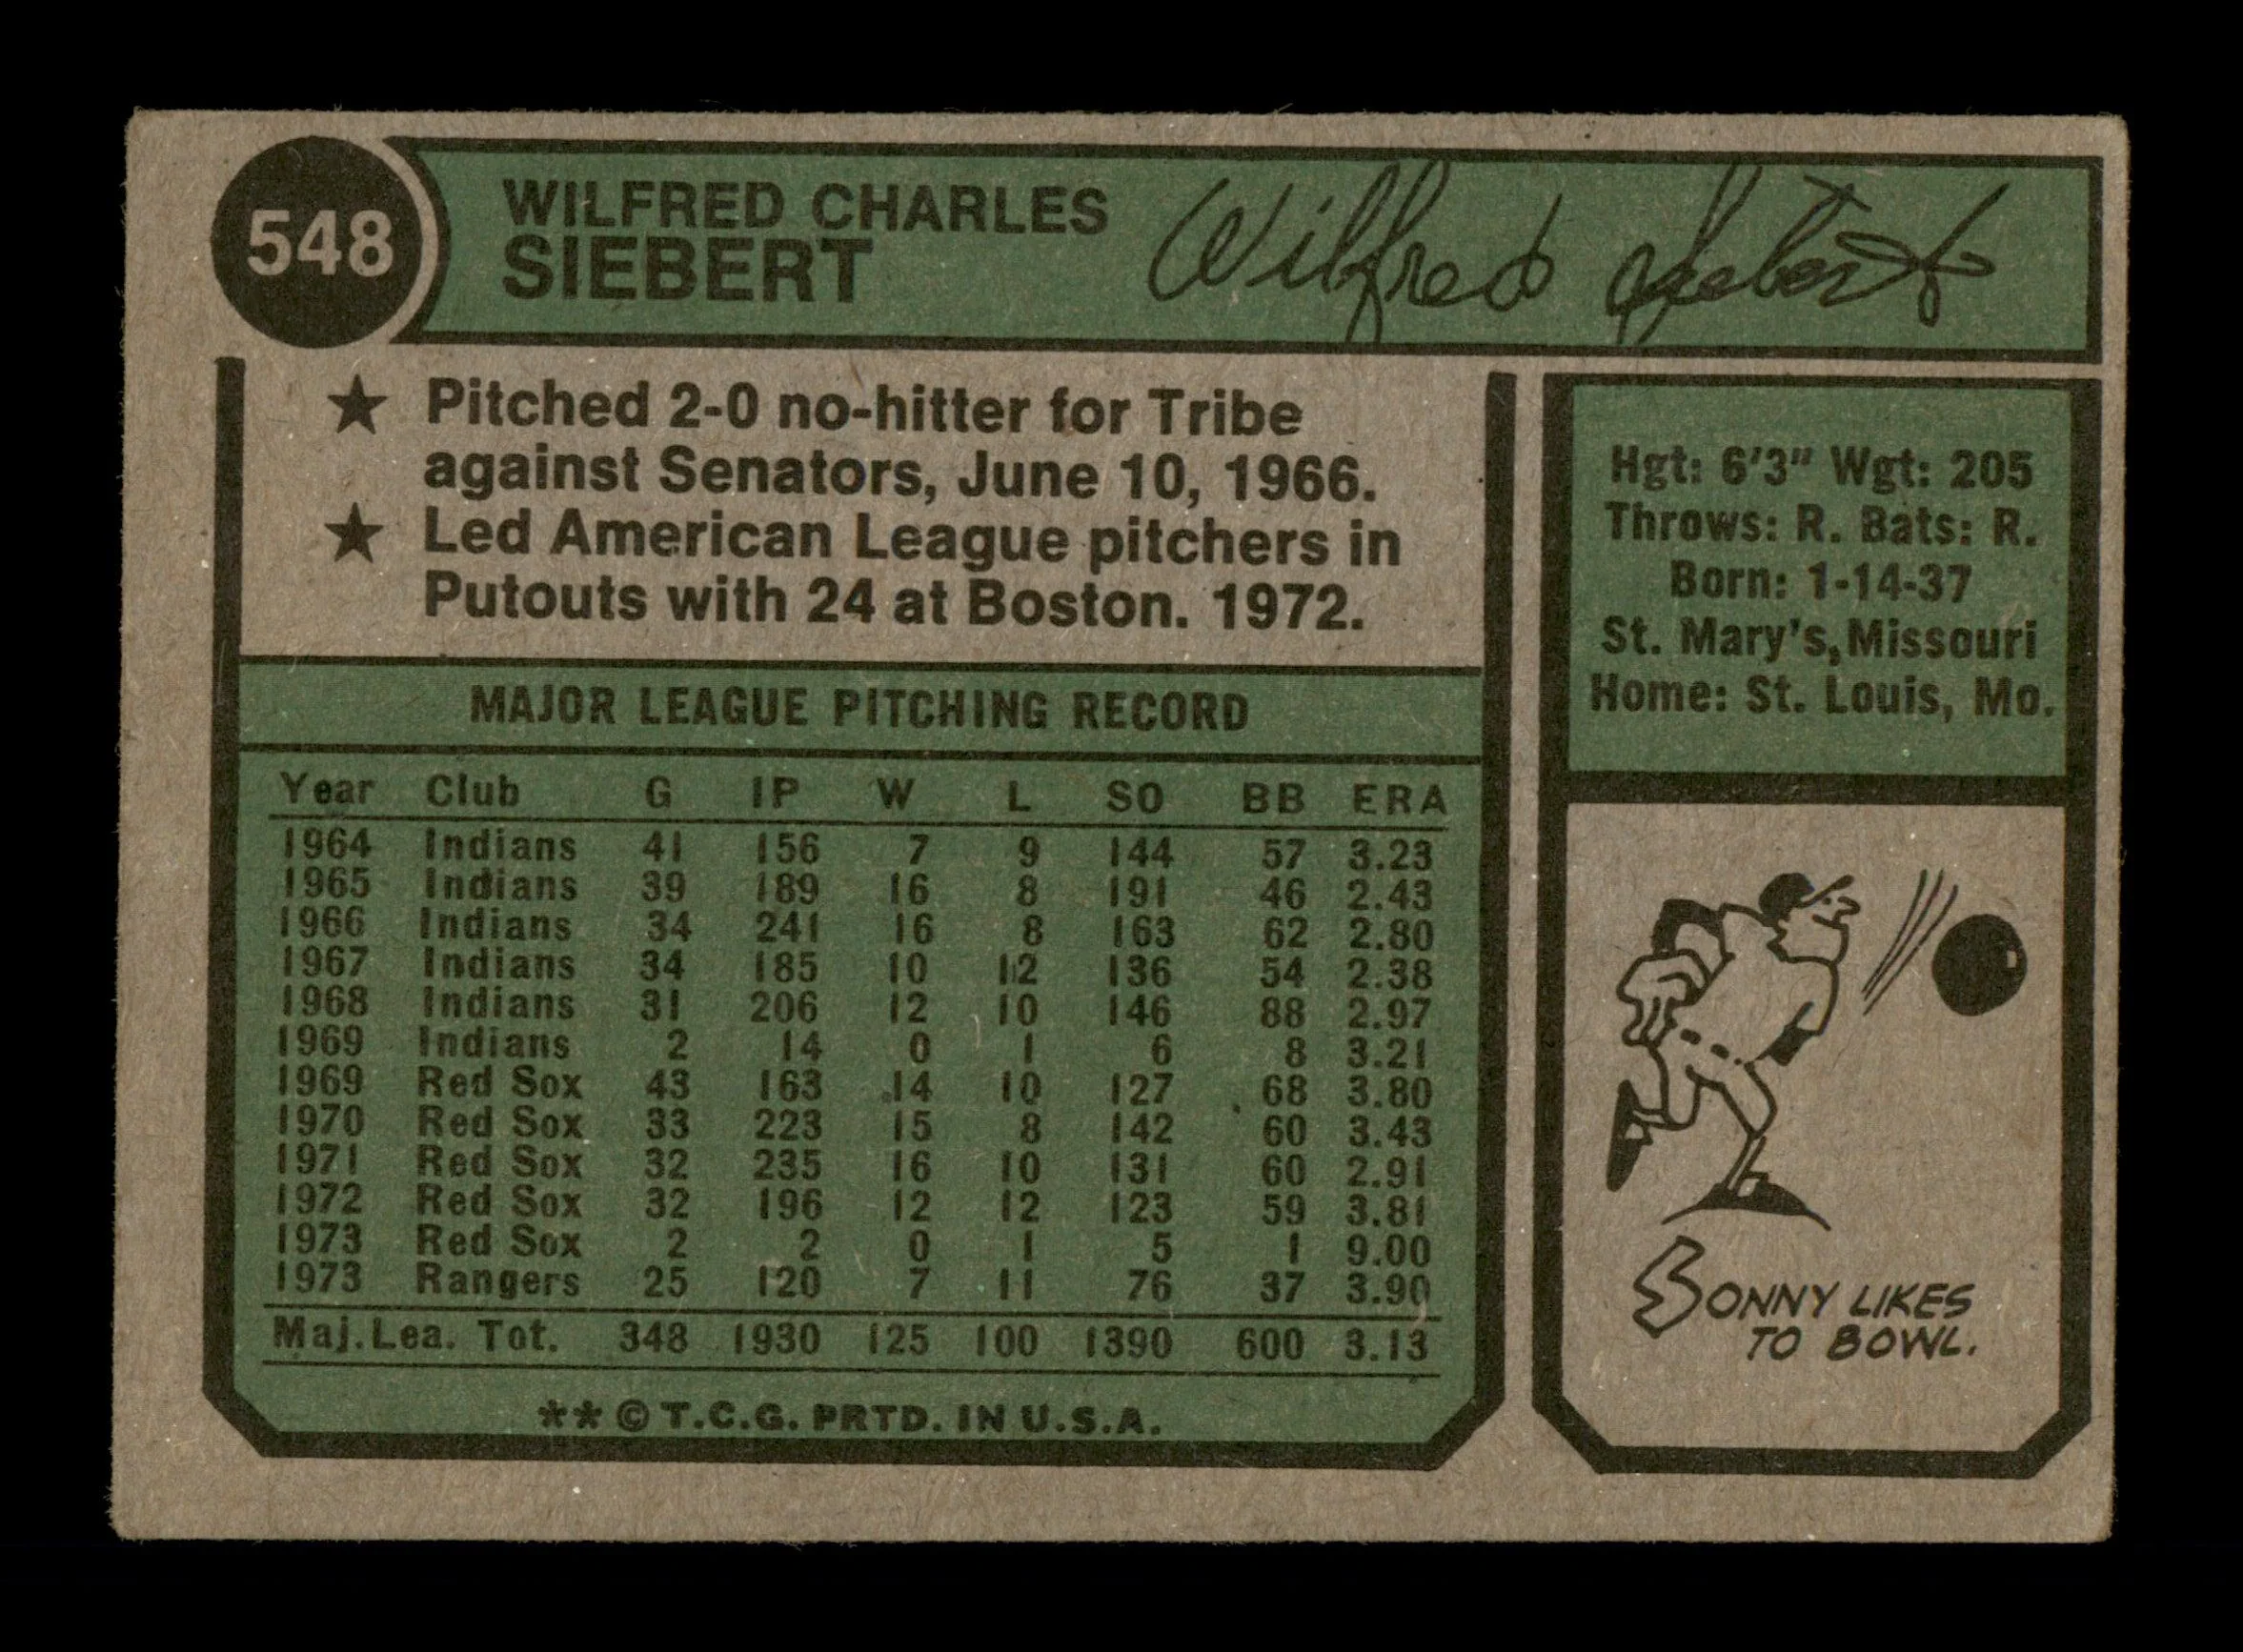 548
WILFRED CHARLES
SIEBERT
Wilfred Siebert
★ Pitched 2-0 no-hitter for Tribe
against Senators, June 10, 1966.
★ Led American League pitchers in
Putouts with 24 at Boston. 1972.
Hgt: 6'3" Wgt: 205
Throws: R. Bats: R.
Born: 1-14-37
St. Mary's, Missouri
Home: St. Louis, Mo.
MAJOR LEAGUE PITCHING RECORD
Year Club G IP W L SO BB ERA
1964 Indians 41 156 7 9 144 57 3.23
1965 Indians 39 189 16 8 191 46 2.43
1966 Indians 34 241 16 8 163 62 2.80
1967 Indians 34 185 10 12 136 54 2.38
1968 Indians 31 206 12 10 146 88 2.97
1969 Indians 2 14 0 1 6 8 3.21
1969 Red Sox 43 163 14 10 127 68 3.80
1970 Red Sox 33 223 15 8 142 60 3.43
1971 Red Sox 32 235 16 10 131 60 2.91
1972 Red Sox 32 196 12 12 123 59 3.81
1973 Red Sox 2 2 0 1 5 1 9.00
1973 Rangers 25 120 7 11 76 37 3.90
Maj. Lea. Tot. 348 1930 125 100 1390 600 3.13
** © T.C.G. PRTD. IN U.S.A.
SONNY LIKES
TO BOWL.